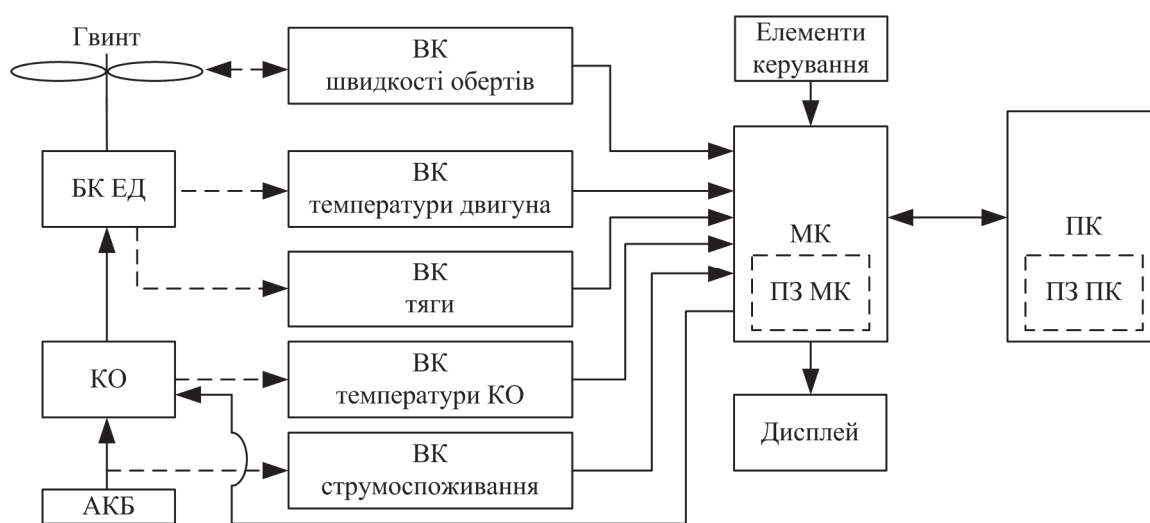 Гвинт
ВК
швидкості обертів
Елементи
керування
БК ЕД
ВК
температури двигуна
ВК
тяги
МК
ПЗ МК
ПК
ПЗ ПК
КО
ВК
температури КО
Дисплей
ВК
струмоспоживання
АКБ